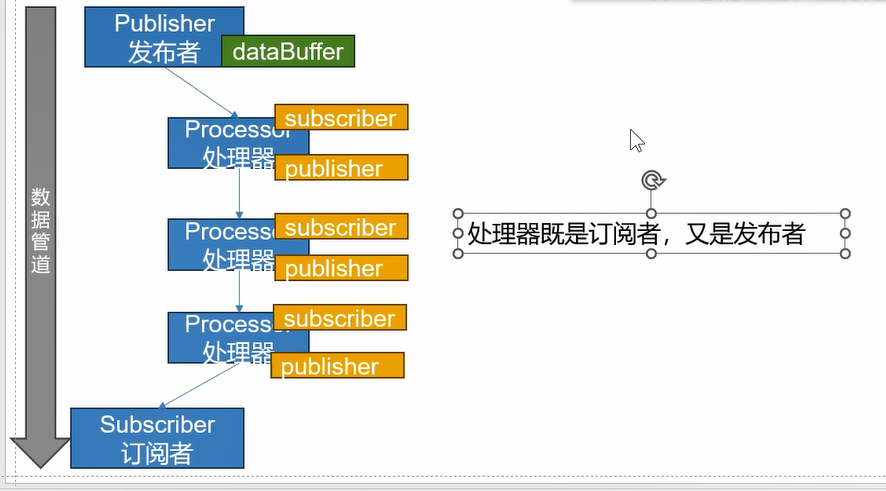 Publisher
发布者
dataBuffer
Processor
处理器
subscriber
publisher
数据管道
Processor
处理器
subscriber
publisher
处理器既是订阅者，又是发布者
Processor
处理器
subscriber
publisher
Subscriber
订阅者